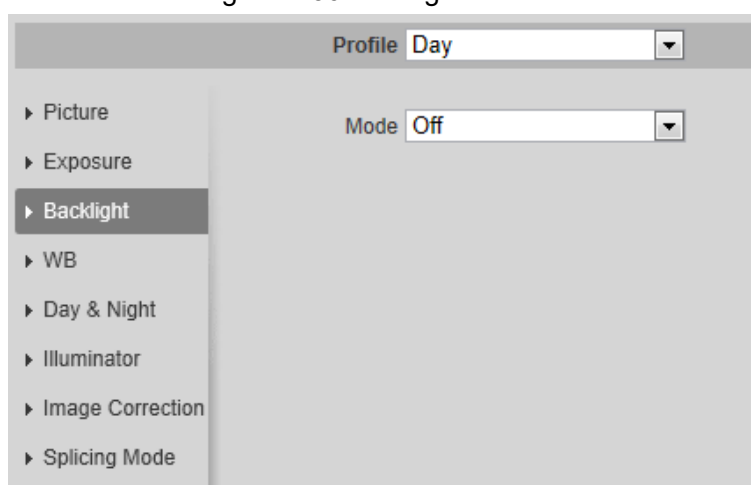 Profile Day
Mode Off
Picture
Exposure
Backlight
WB
Day & Night
Illuminator
Image Correction
Splicing Mode